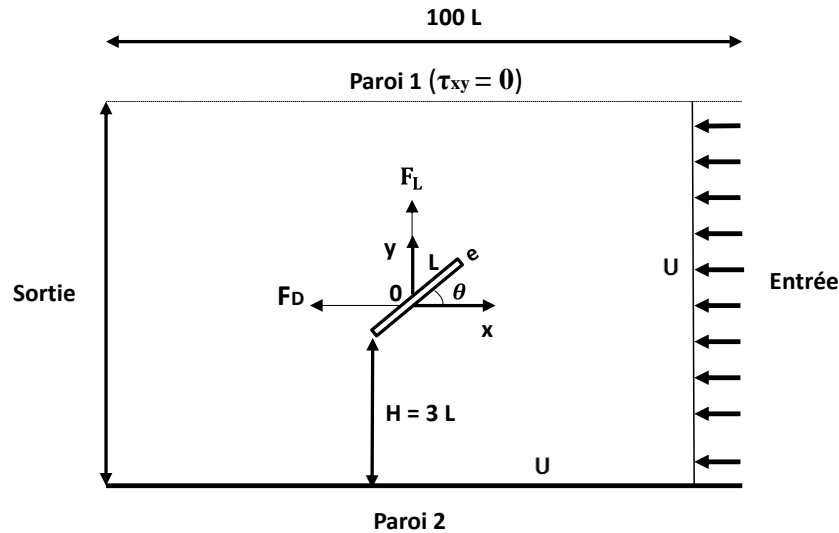 100 L
Paroi 1 (τxy = 0)
FL
y
L
e
U
Sortie
FD
0
θ
Entrée
x
H = 3 L
U
Paroi 2